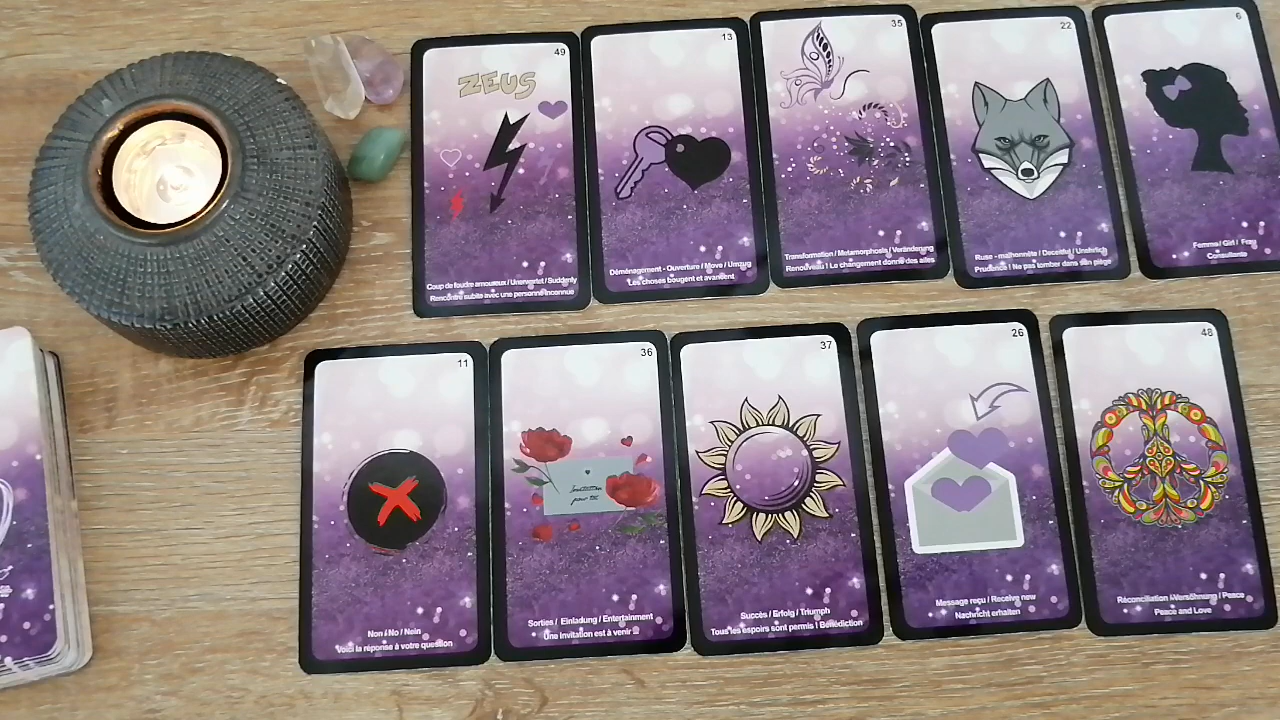 49
ZEUS
Coup de foudre amoureux / Unerwartet / Suddenly
Rencontre subite avec une personne inconnue
13
Déménagement - Ouverture / Move / Umzug
Les choses bougent et avancent
35
Transformation / Metamorphosis / Veränderung
Renouveau ! Le changement donne des ailes
22
Ruse - malhonnête / Deceitful / Unehrlich
Prudence ! Ne pas tomber dans son piège
6
Femme / Girl / Frau
Consultante
11
Non / No / Nein
Voici la réponse à votre question
36
Invitation
pour toi
Sorties / Einladung / Entertainment
Une invitation est à venir
37
Succès / Erfolg / Triumph
Tous les espoirs sont permis ! Bénédiction
26
Message reçu / Receive new
Nachricht erhalten
48
Réconciliation / Versöhnung / Peace
Peace and Love